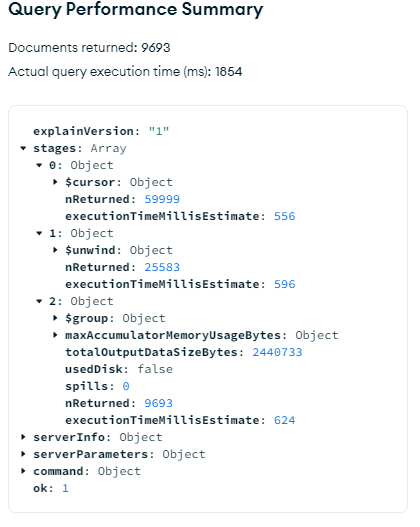 Query Performance Summary
Documents returned: 9693
Actual query execution time (ms): 1854
explainVersion: "1"
stages: Array
0: Object
$cursor: Object
nReturned: 59999
executionTimeMillisEstimate: 556
1: Object
$unwind: Object
nReturned: 25583
executionTimeMillisEstimate: 596
2: Object
$group: Object
maxAccumulatorMemoryUsageBytes: Object
totalOutputDataSizeBytes: 2440733
usedDisk: false
spills: 0
nReturned: 9693
executionTimeMillisEstimate: 624
serverInfo: Object
serverParameters: Object
command: Object
ok: 1